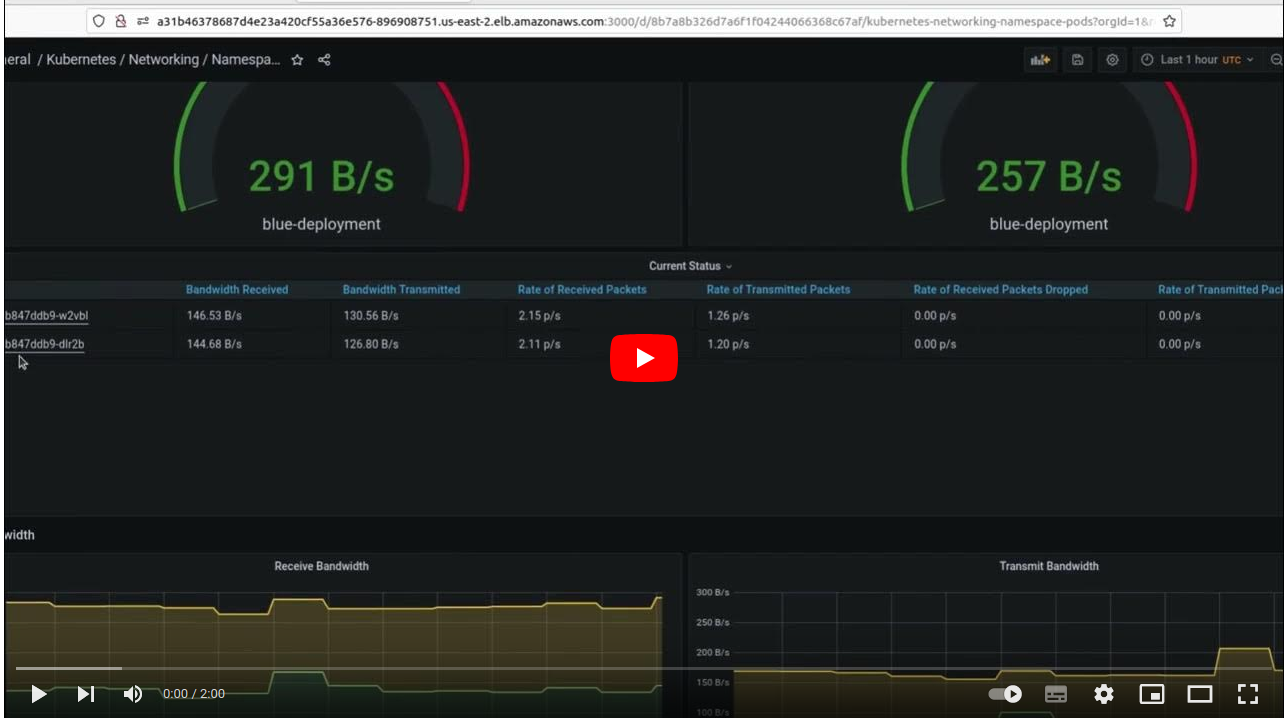 a31b46378687d4e23a420cf55a36e576-896908751.us-east-2.elb.amazonaws.com:3000/d/8b7a8b326d7a6f1f04244066368c67af/kubernetes-networking-namespace-pods?orgId=1&
neral / Kubernetes / Networking / Namespa...
Last 1 hour UTC
291 B/s
blue-deployment
257 B/s
blue-deployment
Current Status
Bandwidth Received Bandwidth Transmitted Rate of Received Packets Rate of Transmitted Packets Rate of Received Packets Dropped Rate of Transmitted Pack
b847ddb9-w2vbl 146.53 B/s 130.56 B/s 2.15 p/s 1.26 p/s 0.00 p/s 0.00 p/s
b847ddb9-dlr2b 144.68 B/s 126.80 B/s 2.11 p/s 1.20 p/s 0.00 p/s 0.00 p/s
width
Receive Bandwidth
Transmit Bandwidth
300 B/s
250 B/s
200 B/s
150 B/s
100 B/s
0:00 / 2:00